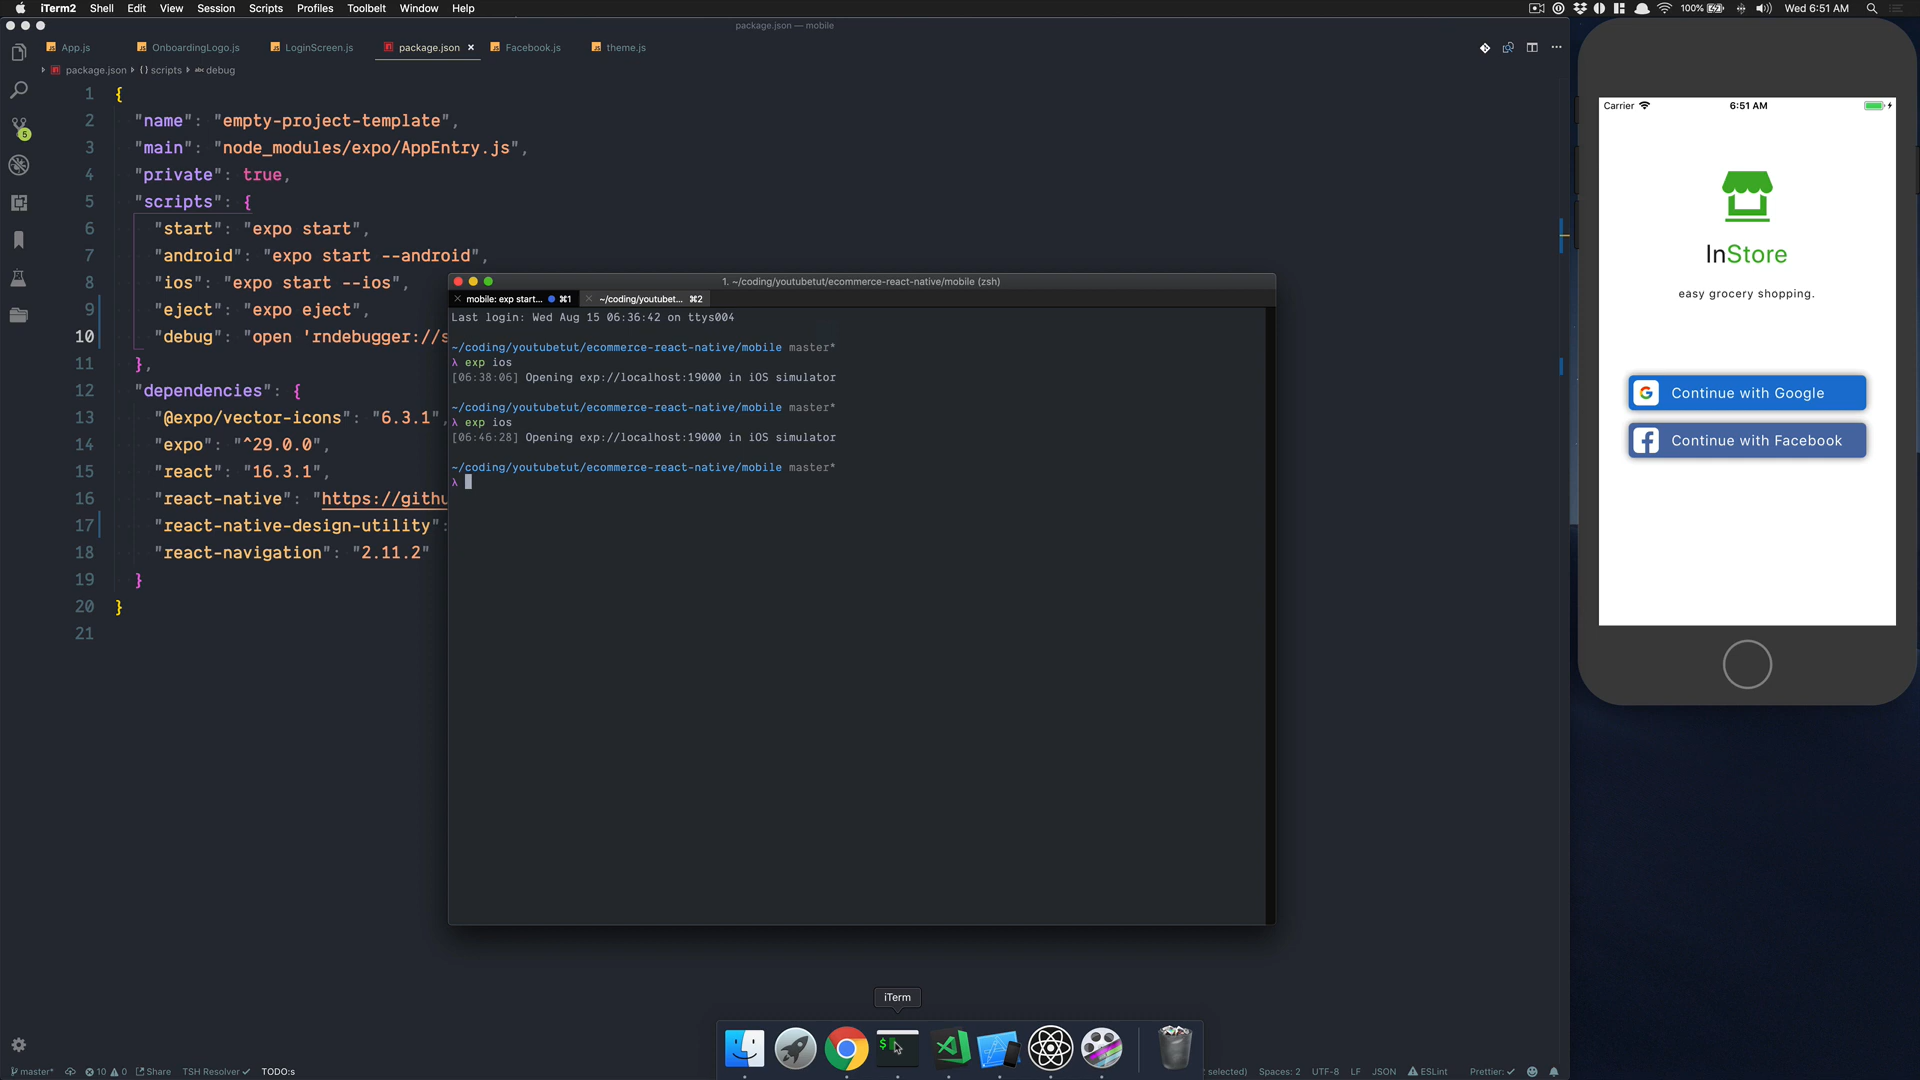 iTerm2 Shell Edit View Session Scripts Profiles Toolbelt Window Help
100% Wed 6:51 AM
package.json — mobile
App.js OnboardingLogo.js LoginScreen.js package.json Facebook.js theme.js
package.json {} scripts abc debug
1 {
2 "name": "empty-project-template",
3 "main": "node_modules/expo/AppEntry.js",
4 "private": true,
5 "scripts": {
6 "start": "expo start",
7 "android": "expo start --android",
8 "ios": "expo start --ios",
9 "eject": "expo eject",
10 "debug": "open 'rndebugger://s
11 },
12 "dependencies": {
13 "@expo/vector-icons": "6.3.1",
14 "expo": "^29.0.0",
15 "react": "16.3.1",
16 "react-native": "https://githu
17 "react-native-design-utility":
18 "react-navigation": "2.11.2"
19 }
20 }
21
5
1. ~/coding/youtubetut/ecommerce-react-native/mobile (zsh)
mobile: exp start... ⌘1 ~/coding/youtubet... ⌘2
Last login: Wed Aug 15 06:36:42 on ttys004
~/coding/youtubetut/ecommerce-react-native/mobile master*
λ exp ios
[06:38:06] Opening exp://localhost:19000 in iOS simulator
~/coding/youtubetut/ecommerce-react-native/mobile master*
λ exp ios
[06:46:28] Opening exp://localhost:19000 in iOS simulator
~/coding/youtubetut/ecommerce-react-native/mobile master*
λ
Carrier 6:51 AM
InStore
easy grocery shopping.
Continue with Google
Continue with Facebook
iTerm
$
master* 10 0 Share TSH Resolver TODO:s selected) Spaces: 2 UTF-8 LF JSON ESLint Prettier: